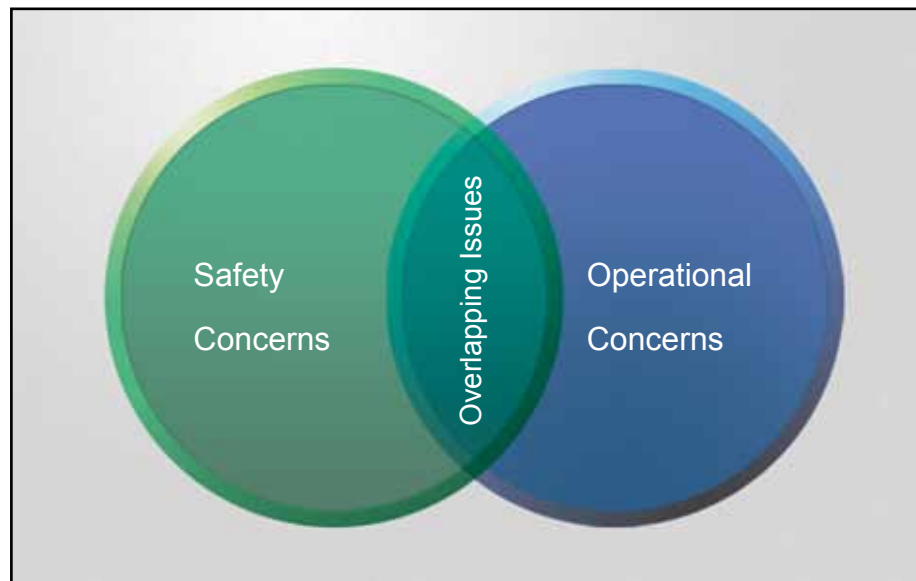 Safety
Concerns
Overlapping Issues
Operational
Concerns